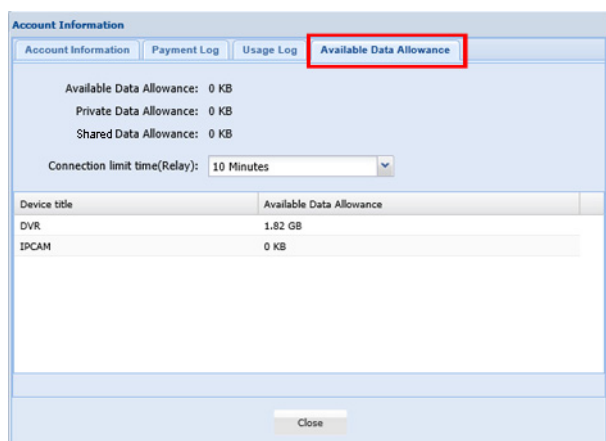 Account Information
Account Information Payment Log Usage Log Available Data Allowance
Available Data Allowance: 0 KB
Private Data Allowance: 0 KB
Shared Data Allowance: 0 KB
Connection limit time(Relay): 10 Minutes
Device title Available Data Allowance
DVR 1.82 GB
IPCAM 0 KB
Close